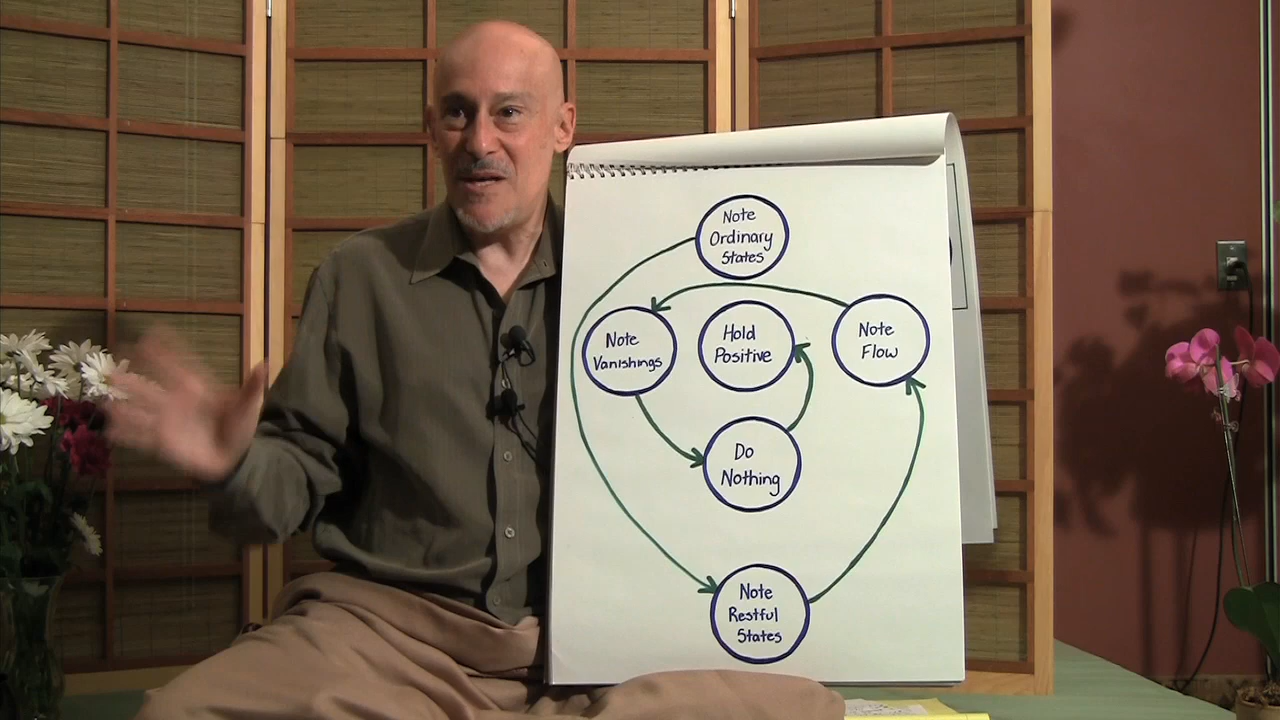 Note
Ordinary
States
Note
Vanishings
Hold
Positive
Note
Flow
Do
Nothing
Note
Restful
States